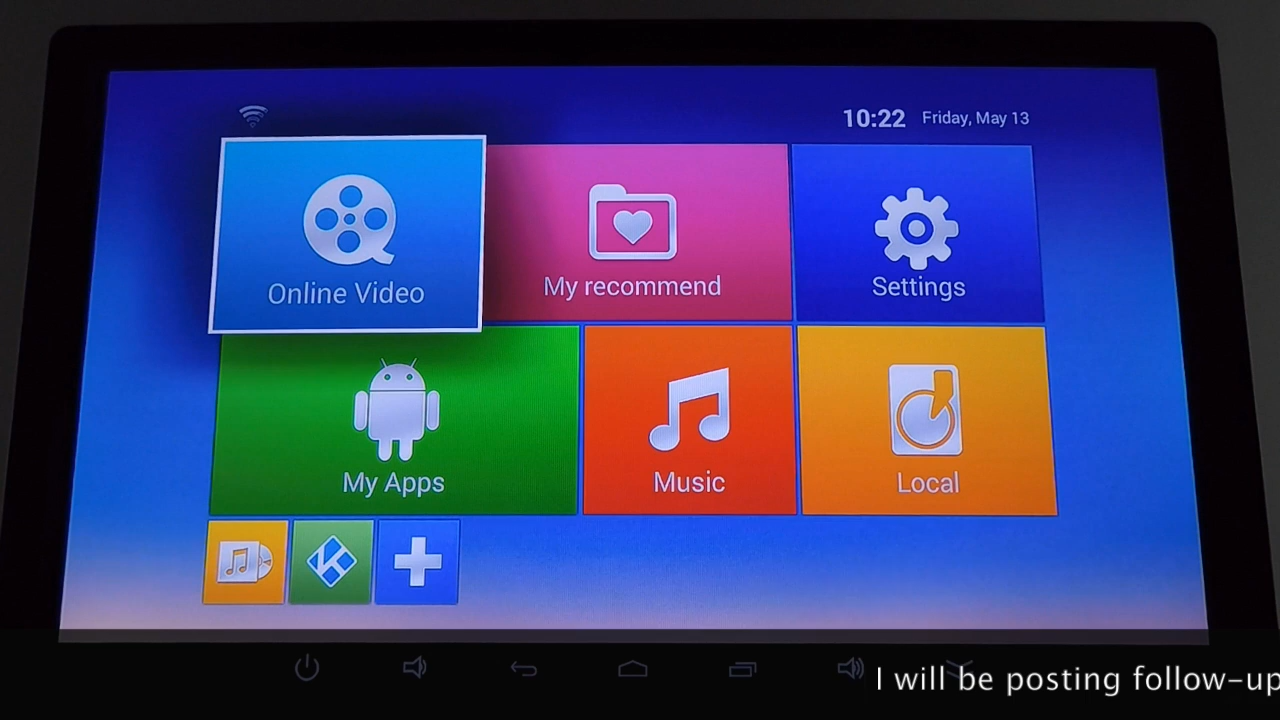 10:22 Friday, May 13
Online Video
My recommend
Settings
My Apps
Music
Local
I will be posting follow-up